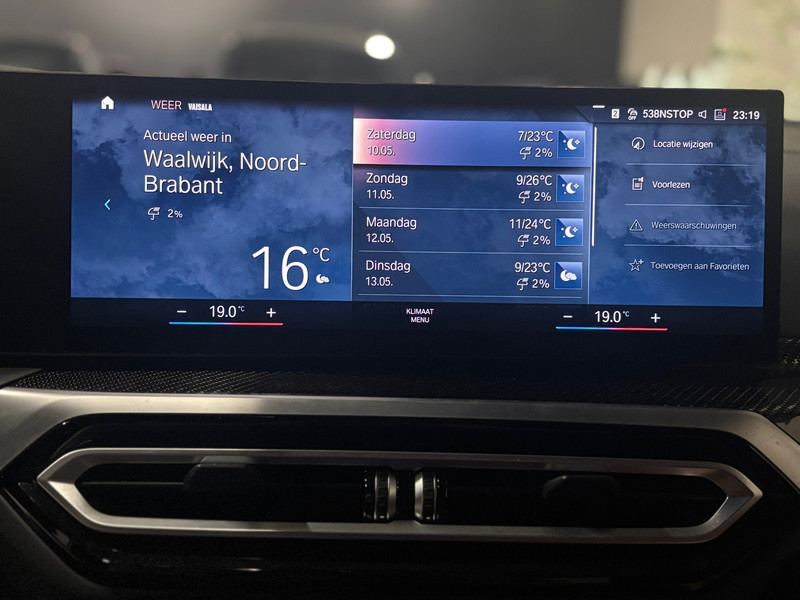 WEER VAISALA
2 OFF 538NSTOP 23:19
Actueel weer in
Waalwijk, Noord-
Brabant
2%
16°C
Zaterdag 7/23°C
10.05. 2%
Zondag 9/26°C
11.05. 2%
Maandag 11/24°C
12.05. 2%
Dinsdag 9/23°C
13.05. 2%
Locatie wijzigen
Voorlezen
Weerswaarschuwingen
Toevoegen aan Favorieten
− 19.0°C +
KLIMAAT
MENU
− 19.0°C +